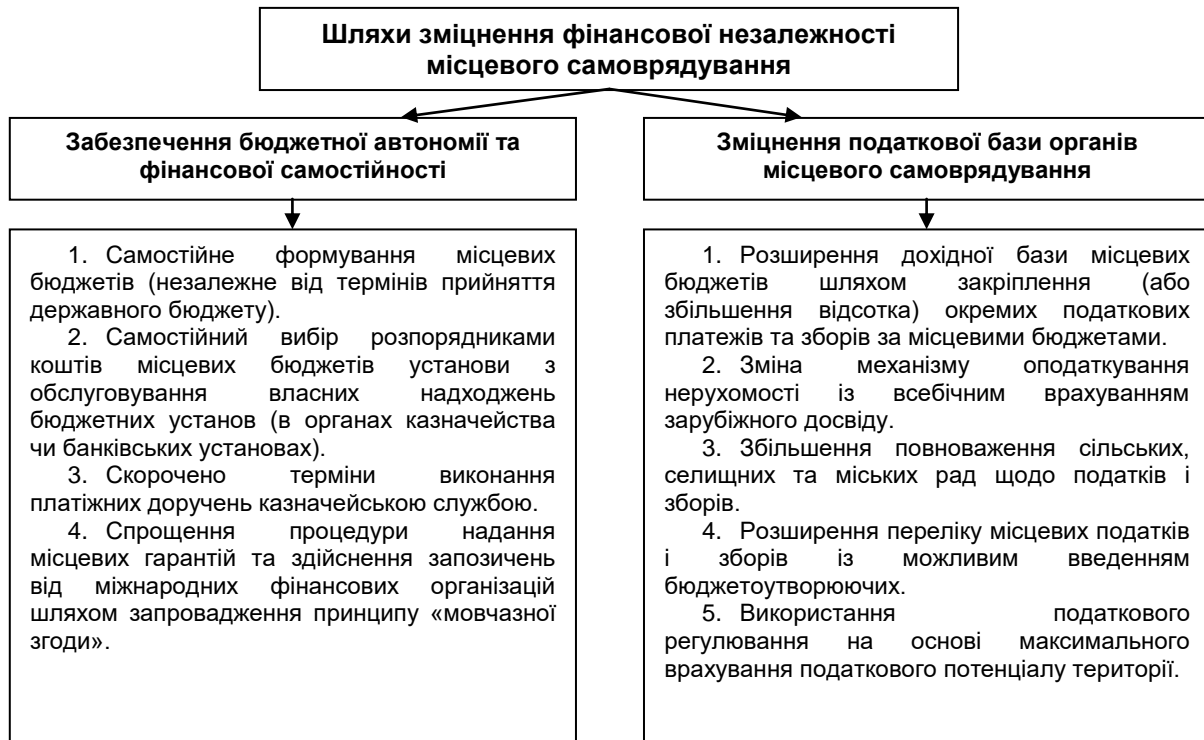 Шляхи зміцнення фінансової незалежності
місцевого самоврядування
Забезпечення бюджетної автономії та
фінансової самостійності
1. Самостійне формування місцевих
бюджетів (незалежне від термінів прийняття
державного бюджету).
2. Самостійний вибір розпорядниками
коштів місцевих бюджетів установи з
обслуговування власних надходжень
бюджетних установ (в органах казначейства
чи банківських установах).
3. Скорочено терміни виконання
платіжних доручень казначейською службою.
4. Спрощення процедури надання
місцевих гарантій та здійснення запозичень
від міжнародних фінансових організацій
шляхом запровадження принципу «мовчазної
згоди».
Зміцнення податкової бази органів
місцевого самоврядування
1. Розширення дохідної бази місцевих
бюджетів шляхом закріплення (або
збільшення відсотка) окремих податкових
платежів та зборів за місцевими бюджетами.
2. Зміна механізму оподаткування
нерухомості із всебічним врахуванням
зарубіжного досвіду.
3. Збільшення повноваження сільських,
селищних та міських рад щодо податків і
зборів.
4. Розширення переліку місцевих податків
і зборів із можливим введенням
бюджетоутворюючих.
5. Використання податкового
регулювання на основі максимального
врахування податкового потенціалу території.